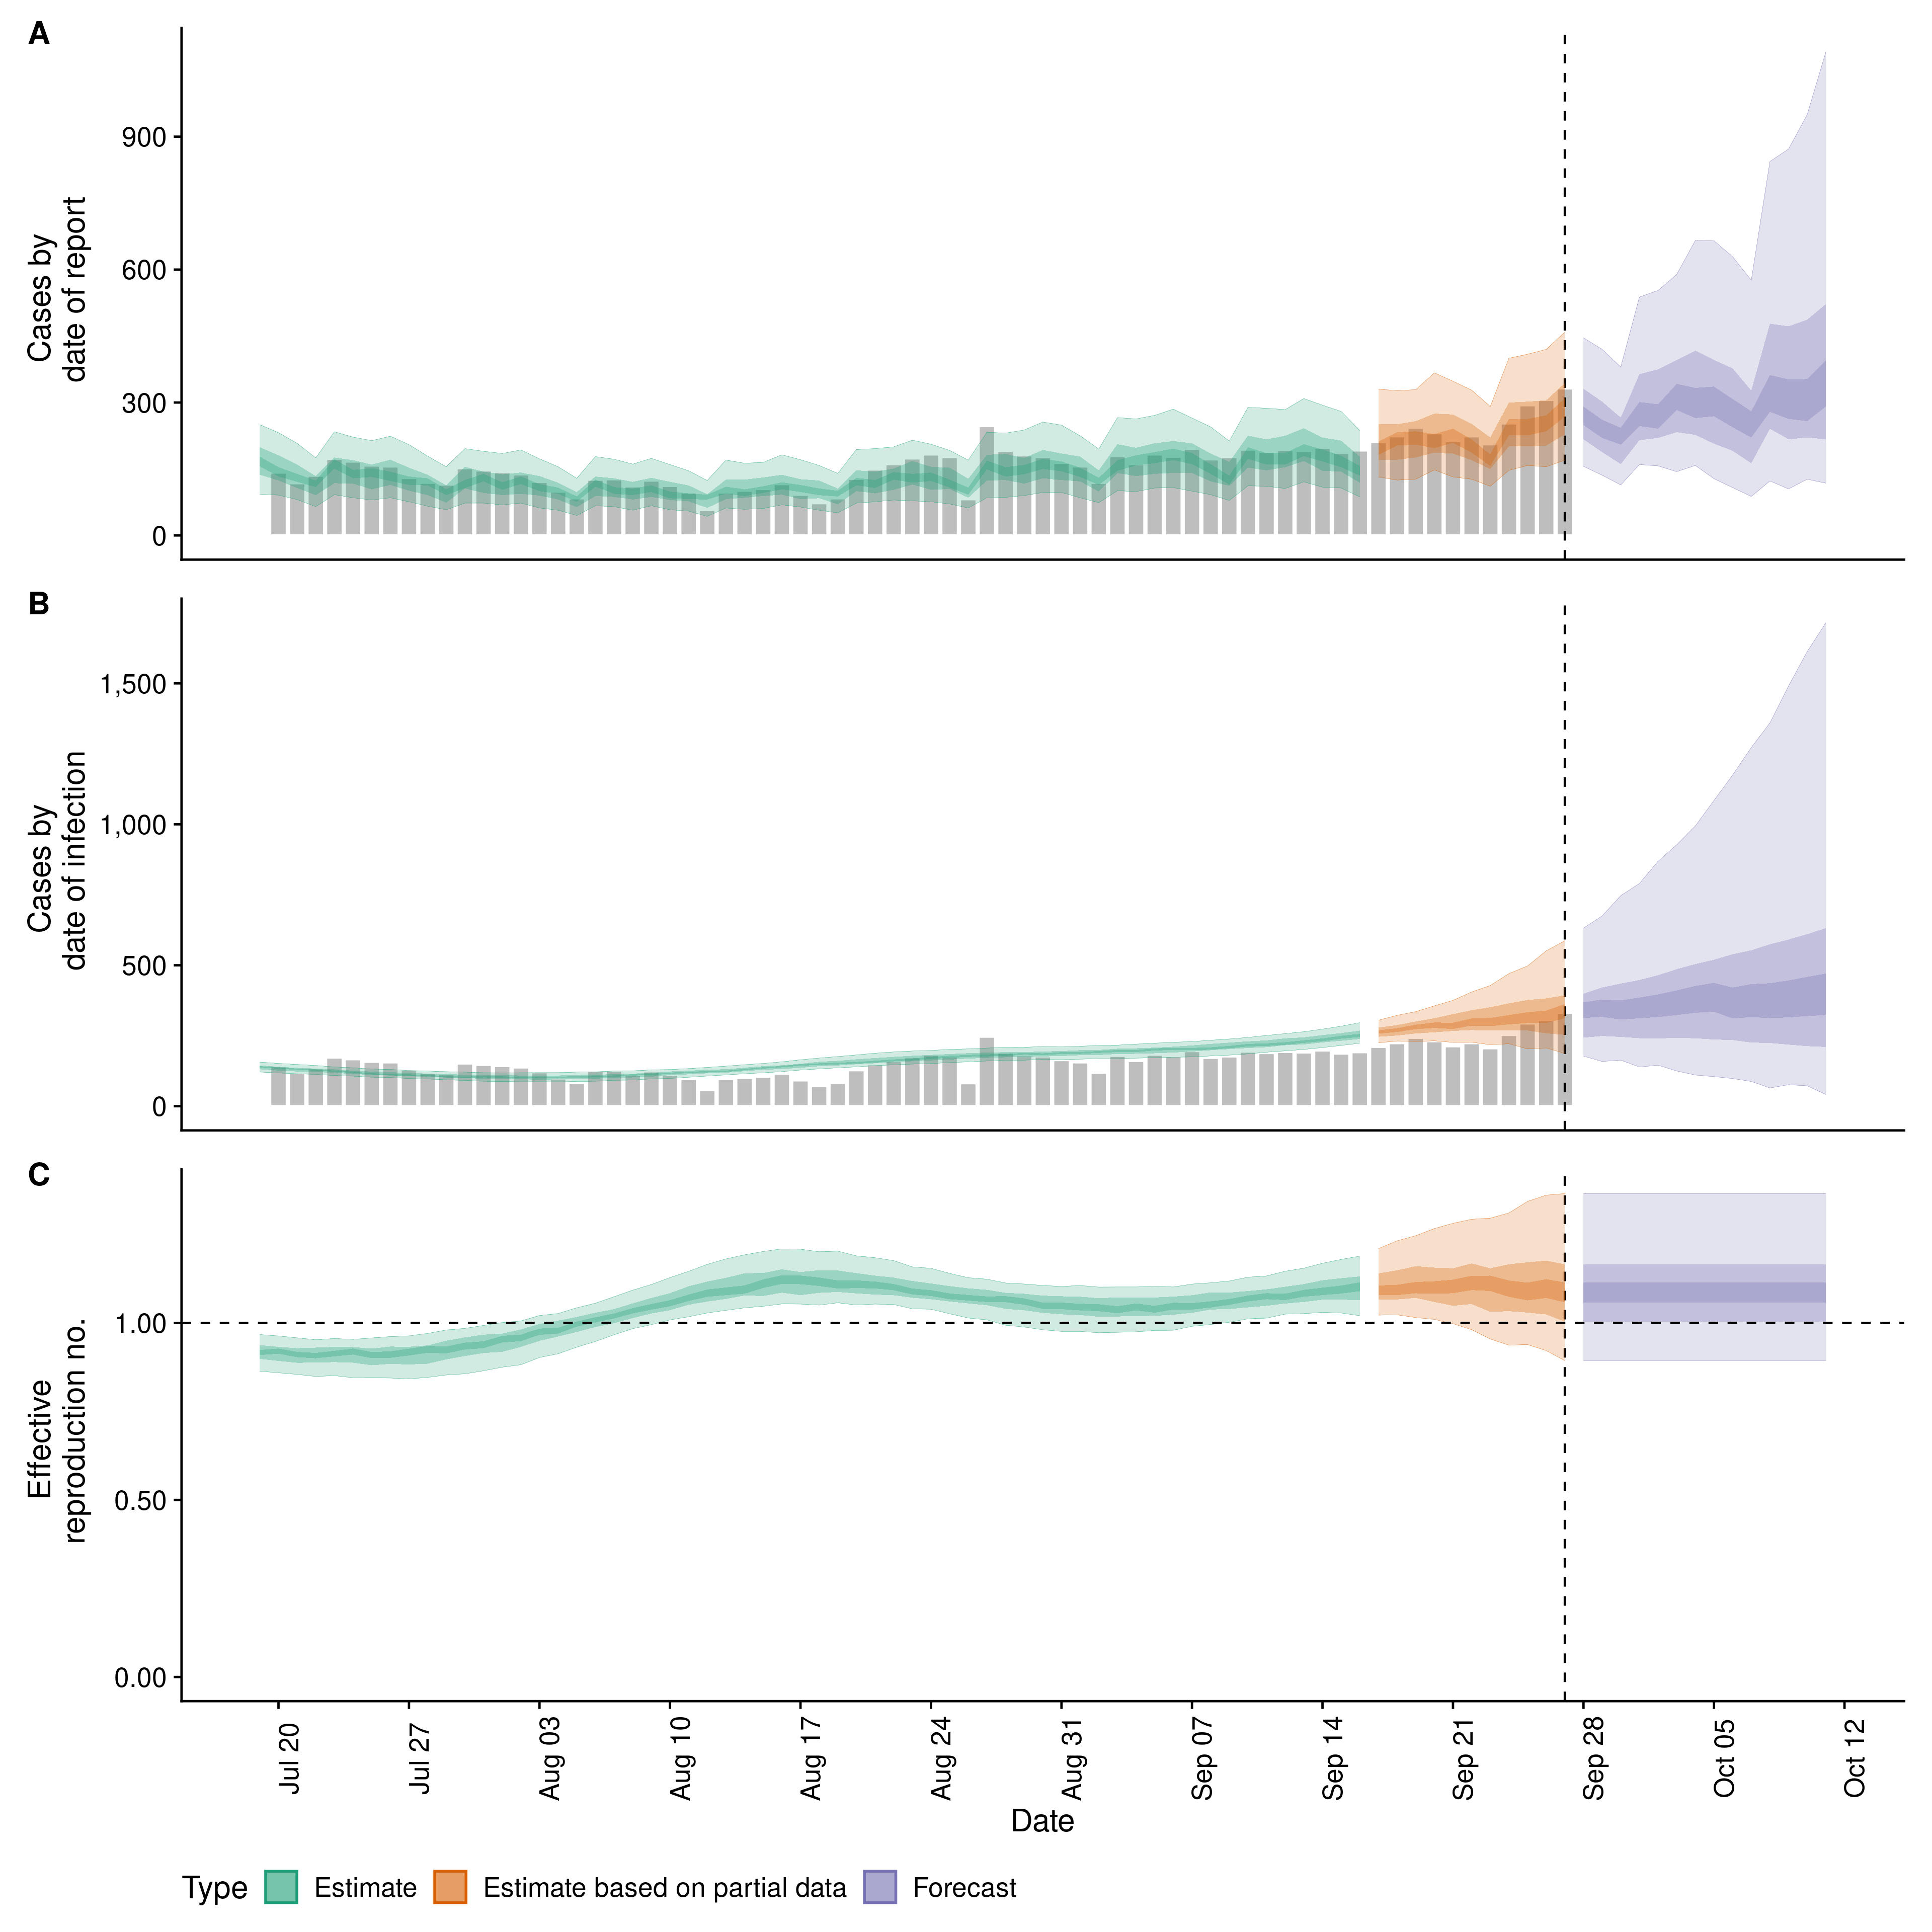 A
900
600
300
0
Cases by
date of report
B
1,500
1,000
500
0
Cases by
date of infection
C
1.00
0.50
0.00
Effective
reproduction no.
Jul 20
Jul 27
Aug 03
Aug 10
Aug 17
Aug 24
Aug 31
Sep 07
Sep 14
Sep 21
Sep 28
Oct 05
Oct 12
Date
Type Estimate Estimate based on partial data Forecast